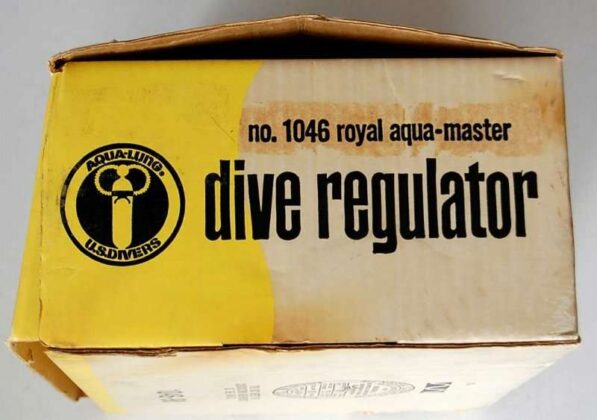 no. 1046 royal aqua-master
dive regulator
AQUA-LUNG®
U.S.DIVERS